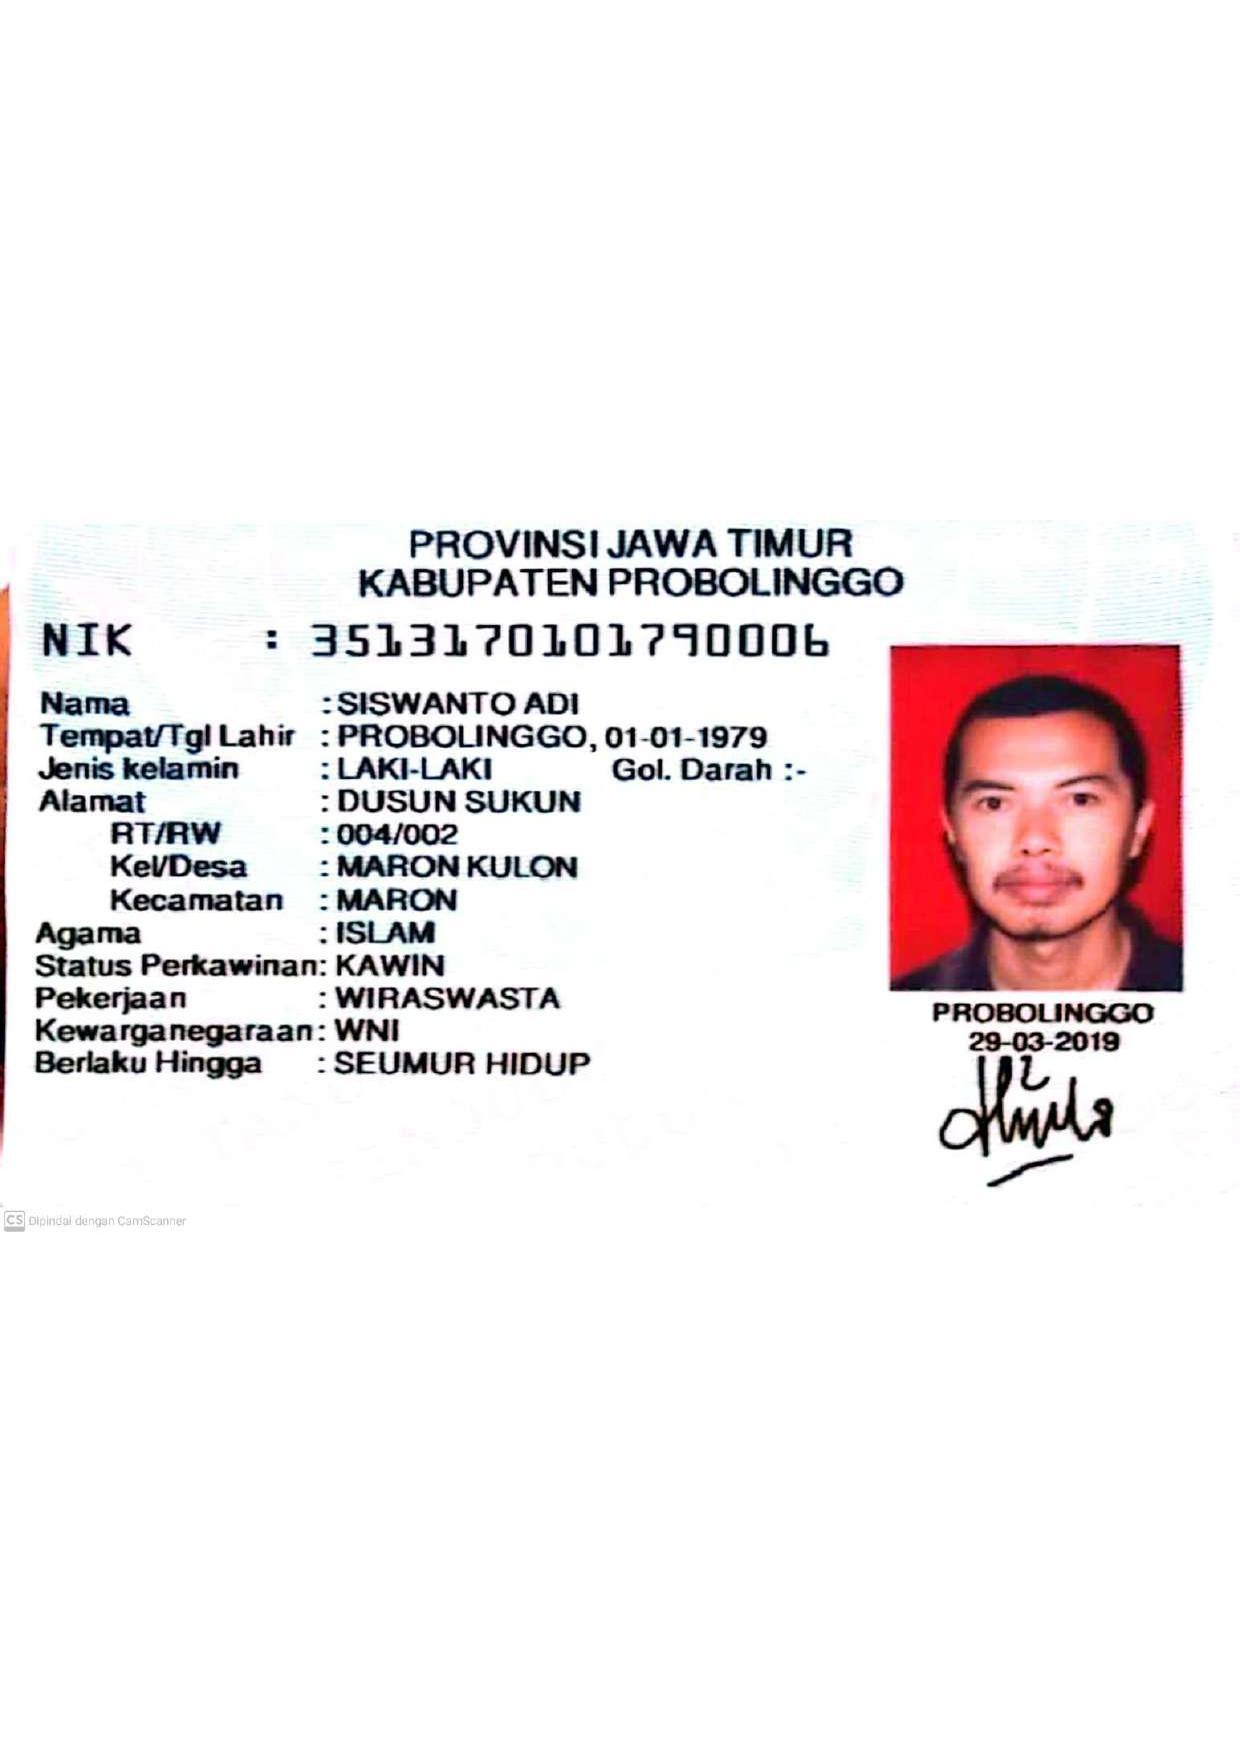 PROVINSI JAWA TIMUR
KABUPATEN PROBOLINGGO
NIK : 3513170101790006
Nama : SISWANTO ADI
Tempat/Tgl Lahir : PROBOLINGGO, 01-01-1979
Jenis kelamin : LAKI-LAKI Gol. Darah :-
Alamat : DUSUN SUKUN
RT/RW : 004/002
Kel/Desa : MARON KULON
Kecamatan : MARON
Agama : ISLAM
Status Perkawinan: KAWIN
Pekerjaan : WIRASWASTA
Kewarganegaraan: WNI
Berlaku Hingga : SEUMUR HIDUP
PROBOLINGGO
29-03-2019
CS Dipindai dengan CamScanner